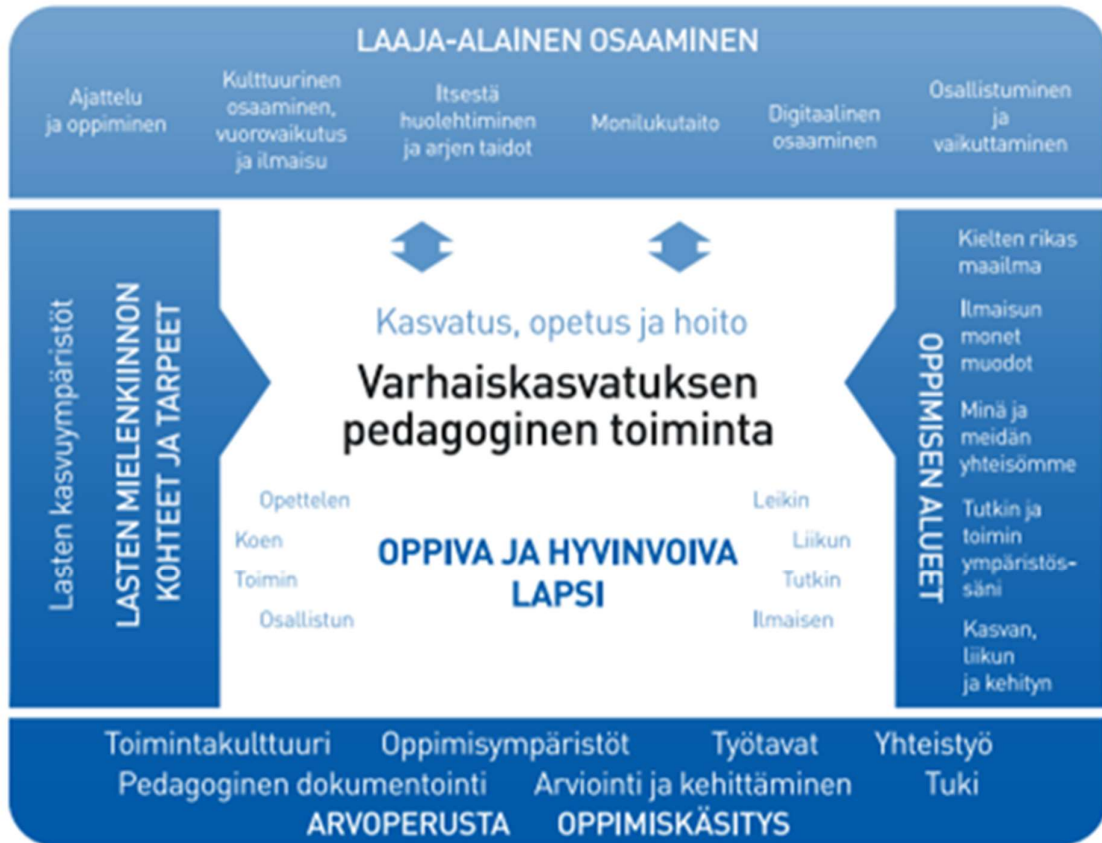 LAAJA-ALAINEN OSAAMINEN
Ajattelu
ja oppiminen
Kulttuurinen
osaaminen,
vuorovaikutus
ja ilmaisu
Itsestä
huolehtiminen
ja arjen taidot
Monilukutaito
Digitaalinen
osaaminen
Osallistuminen
ja
vaikuttaminen
Lasten kasvuympäristöt
LASTEN MIELENKIINNON
KOHTEET JA TARPEET
Kasvatus, opetus ja hoito
Varhaiskasvatuksen
pedagoginen toiminta
Opettelen
Koen
Toimin
Osallistun
OPPIVA JA HYVINVOIVA
LAPSI
Leikin
Liikun
Tutkin
Ilmaisen
OPPIMISEN ALUEET
Kielten rikas
maailma
Ilmaisun
monet
muodot
Minä ja
meidän
yhteisömme
Tutkin ja
toimin
ympäristös-
säni
Kasvan,
liikun
ja kehityn
Toimintakulttuuri Oppimisympäristöt Työtavat Yhteistyö
Pedagoginen dokumentointi Arviointi ja kehittäminen Tuki
ARVOPERUSTA OPPIMISKÄSITYS